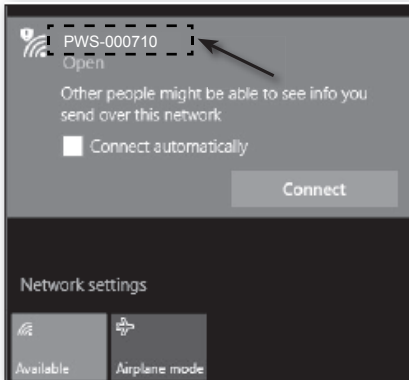 PWS-000710
Open
Other people might be able to see info you
send over this network
Connect automatically
Connect
Network settings
Available
Airplane mode